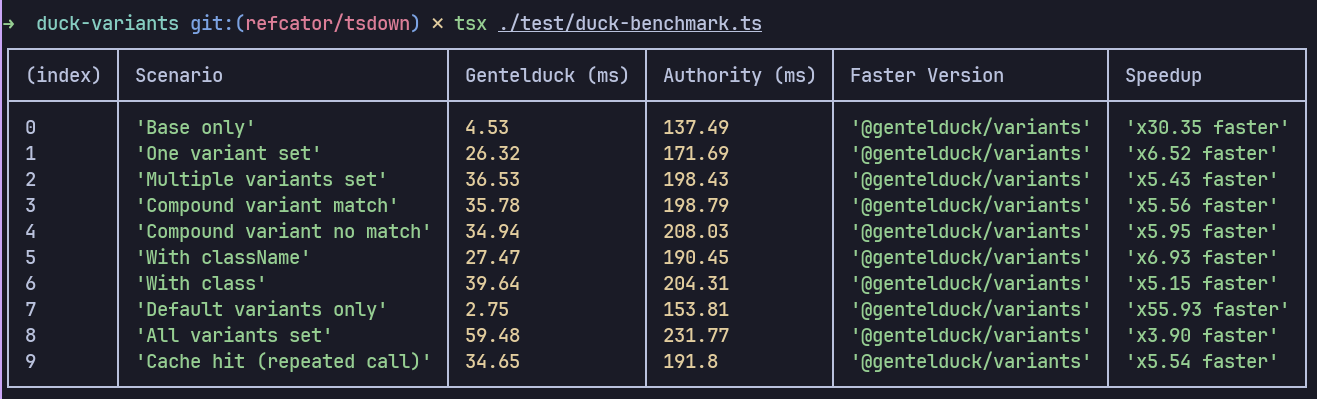 → duck-variants git:(refcator/tsdown) × tsx ./test/duck-benchmark.ts
(index) Scenario Gentelduck (ms) Authority (ms) Faster Version Speedup
0 'Base only' 4.53 137.49 '@gentelduck/variants' 'x30.35 faster'
1 'One variant set' 26.32 171.69 '@gentelduck/variants' 'x6.52 faster'
2 'Multiple variants set' 36.53 198.43 '@gentelduck/variants' 'x5.43 faster'
3 'Compound variant match' 35.78 198.79 '@gentelduck/variants' 'x5.56 faster'
4 'Compound variant no match' 34.94 208.03 '@gentelduck/variants' 'x5.95 faster'
5 'With className' 27.47 190.45 '@gentelduck/variants' 'x6.93 faster'
6 'With class' 39.64 204.31 '@gentelduck/variants' 'x5.15 faster'
7 'Default variants only' 2.75 153.81 '@gentelduck/variants' 'x55.93 faster'
8 'All variants set' 59.48 231.77 '@gentelduck/variants' 'x3.90 faster'
9 'Cache hit (repeated call)' 34.65 191.8 '@gentelduck/variants' 'x5.54 faster'